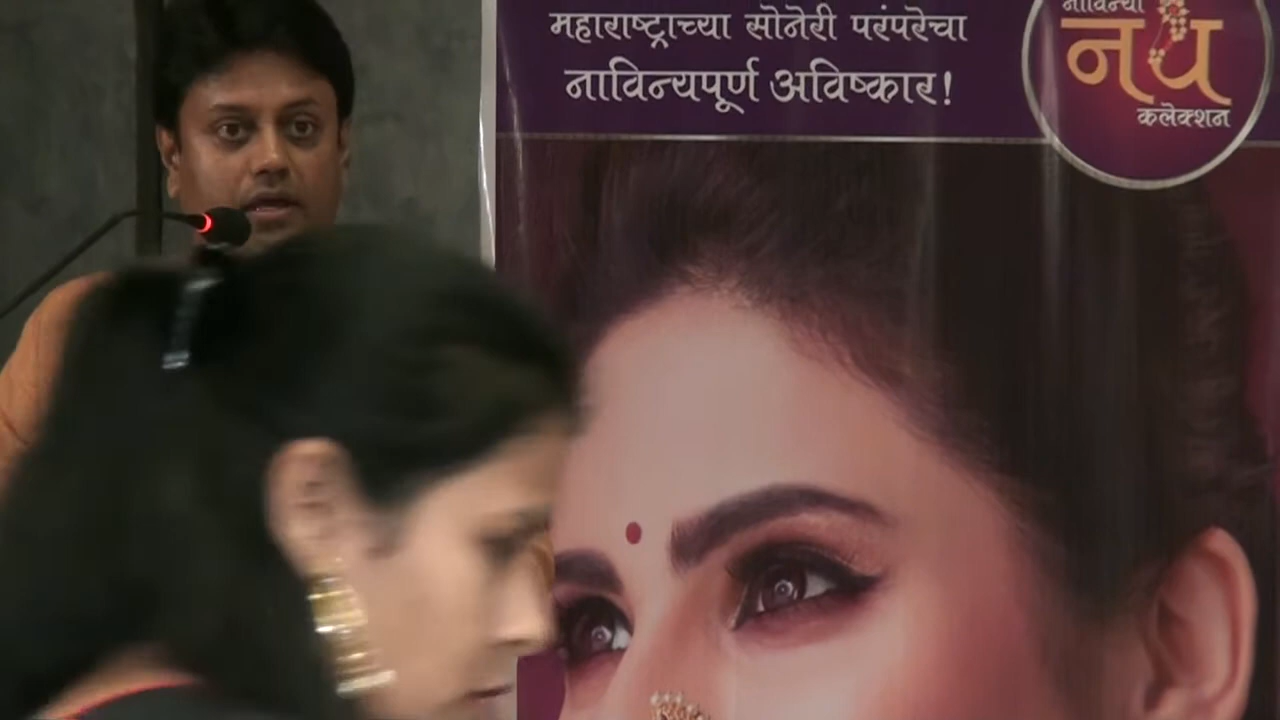 महाराष्ट्राच्या सोनेरी परंपरेचा
नाविन्यपूर्ण अविष्कार!
नाविन्या
नथ
कलेक्शन